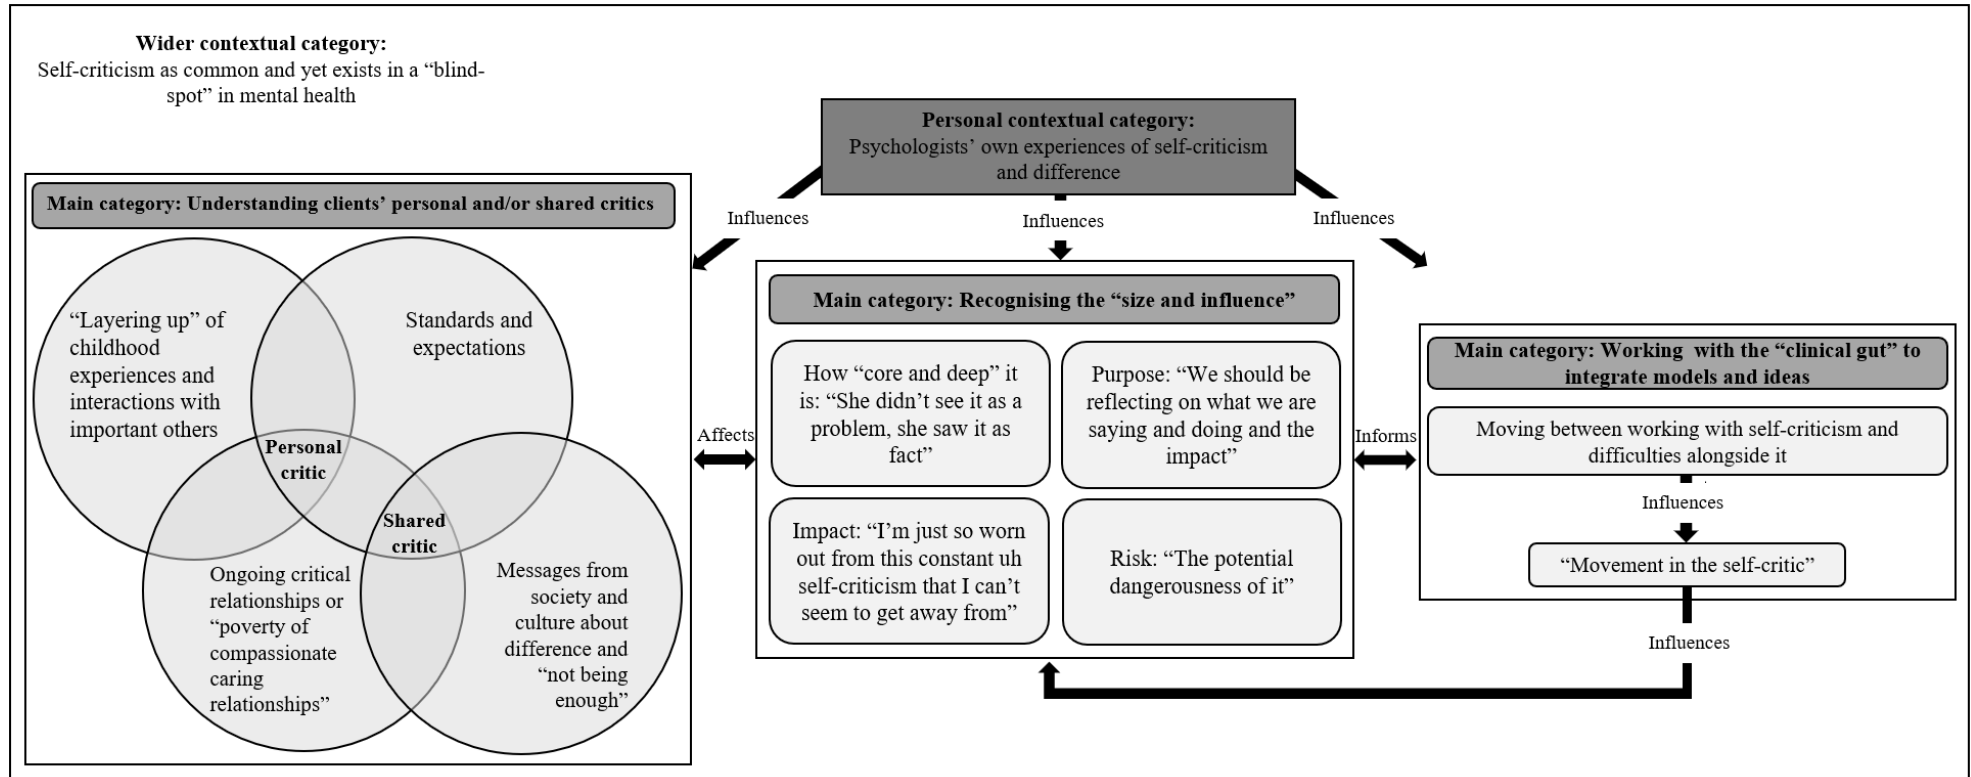 Wider contextual category:
Self-criticism as common and yet exists in a “blind-
spot” in mental health
Personal contextual category:
Psychologists’ own experiences of self-criticism
and difference
Influences
Influences
Influences
Main category: Understanding clients’ personal and/or shared critics
“Layering up” of
childhood
experiences and
interactions with
important others
Standards and
expectations
Personal
critic
Shared
critic
Ongoing critical
relationships or
“poverty of
compassionate
caring
relationships”
Messages from
society and
culture about
difference and
“not being
enough”
Affects
Main category: Recognising the “size and influence”
How “core and deep” it
is: “She didn’t see it as a
problem, she saw it as
fact”
Purpose: “We should be
reflecting on what we are
saying and doing and the
impact”
Impact: “I’m just so worn
out from this constant uh
self-criticism that I can’t
seem to get away from”
Risk: “The potential
dangerousness of it”
Informs
Main category: Working with the “clinical gut” to
integrate models and ideas
Moving between working with self-criticism and
difficulties alongside it
Influences
“Movement in the self-critic”
Influences